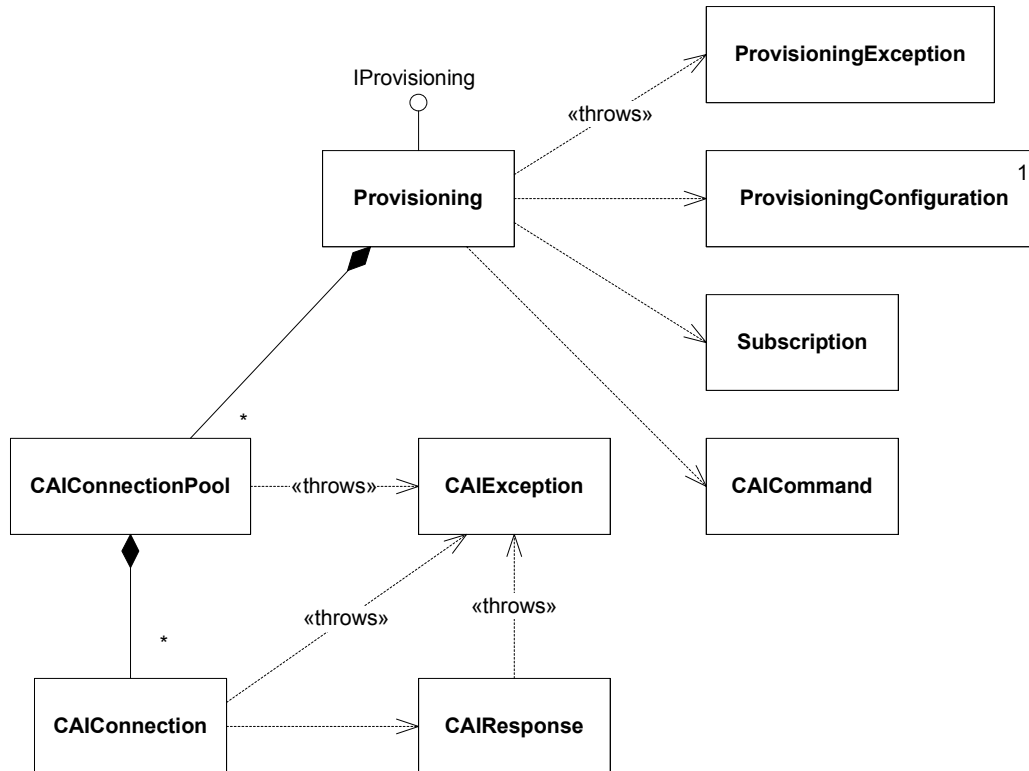 ProvisioningException
IProvisioning
«throws»
Provisioning
1
ProvisioningConfiguration
Subscription
*
CAIConnectionPool
«throws»
CAIException
CAICommand
«throws»
«throws»
*
CAIConnection
CAIResponse